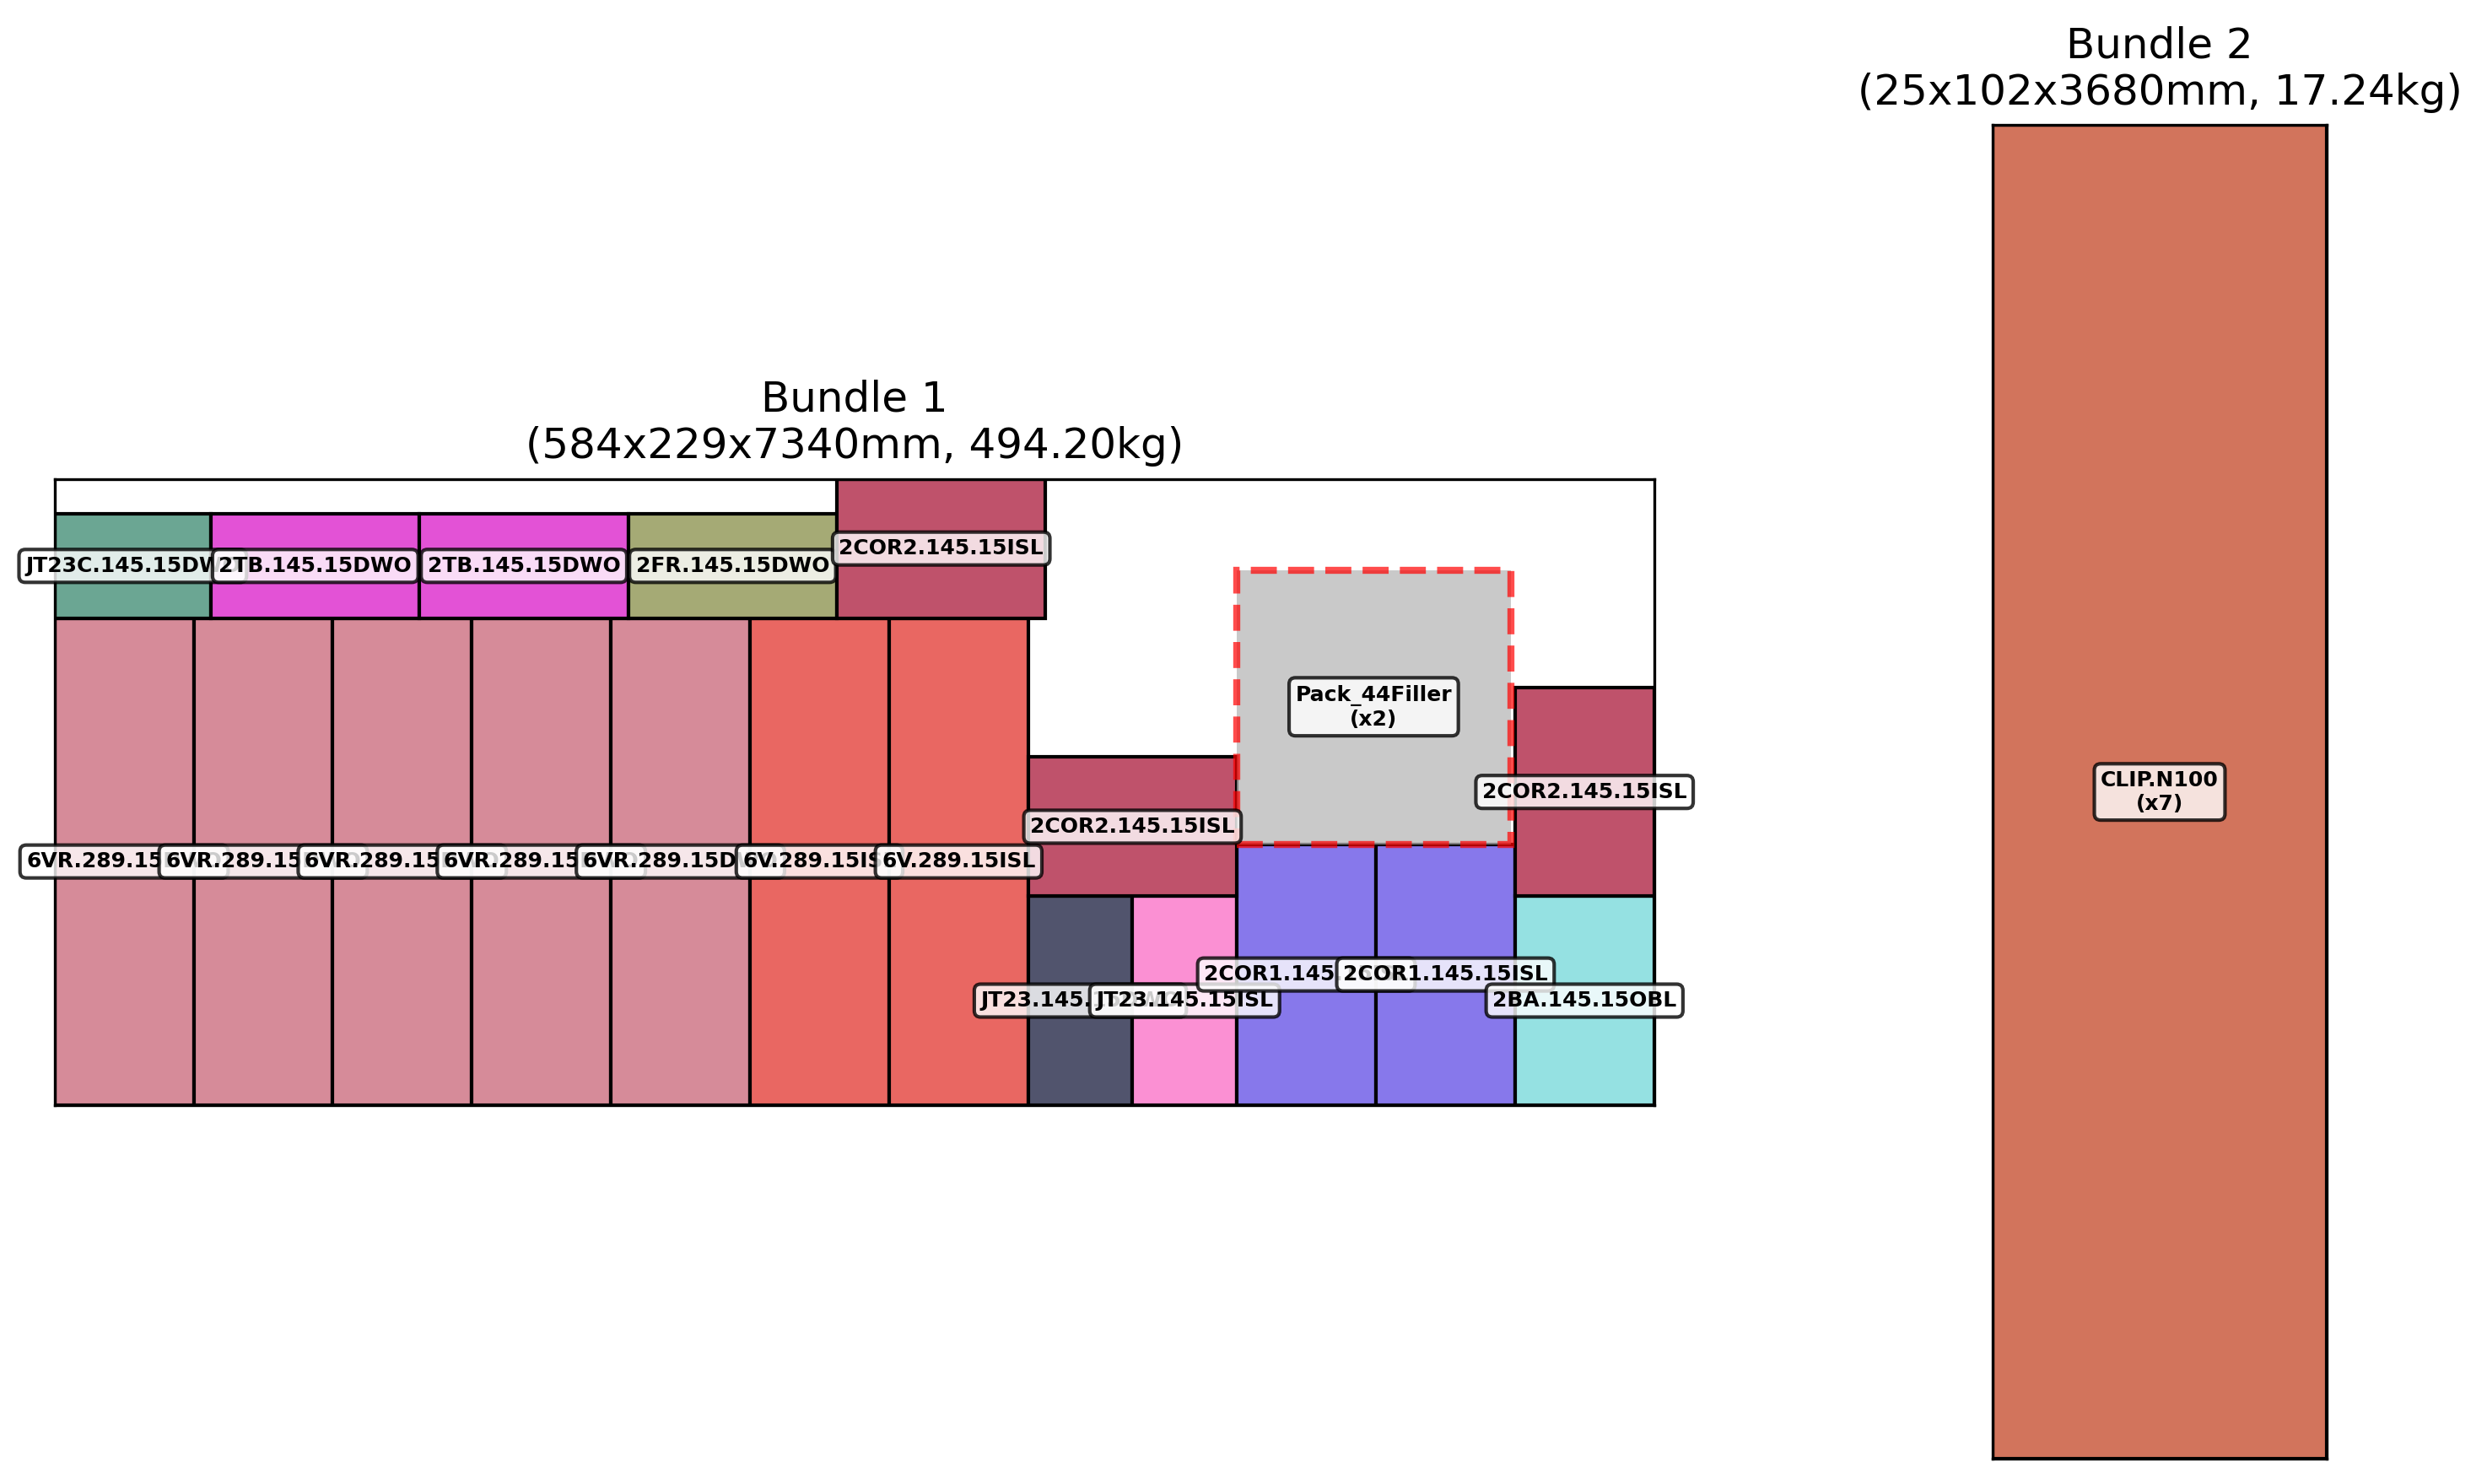 Bundle 1
(584x229x7340mm, 494.20kg)
JT23C.145.15DW
2TB.145.15DWO
2TB.145.15DWO
2FR.145.15DWO
2COR2.145.15ISL
Pack_44Filler
(x2)
2COR2.145.15ISL
2COR2.145.15ISL
6VR.289.15
6VR.289.15
6VR.289.15
6VR.289.15
6VR.289.15D
6V.289.15IS
6V.289.15ISL
JT23.145.
JT23.145.15ISL
2COR1.145.
2COR1.145.15ISL
2BA.145.15OBL
Bundle 2
(25x102x3680mm, 17.24kg)
CLIP.N100
(x7)